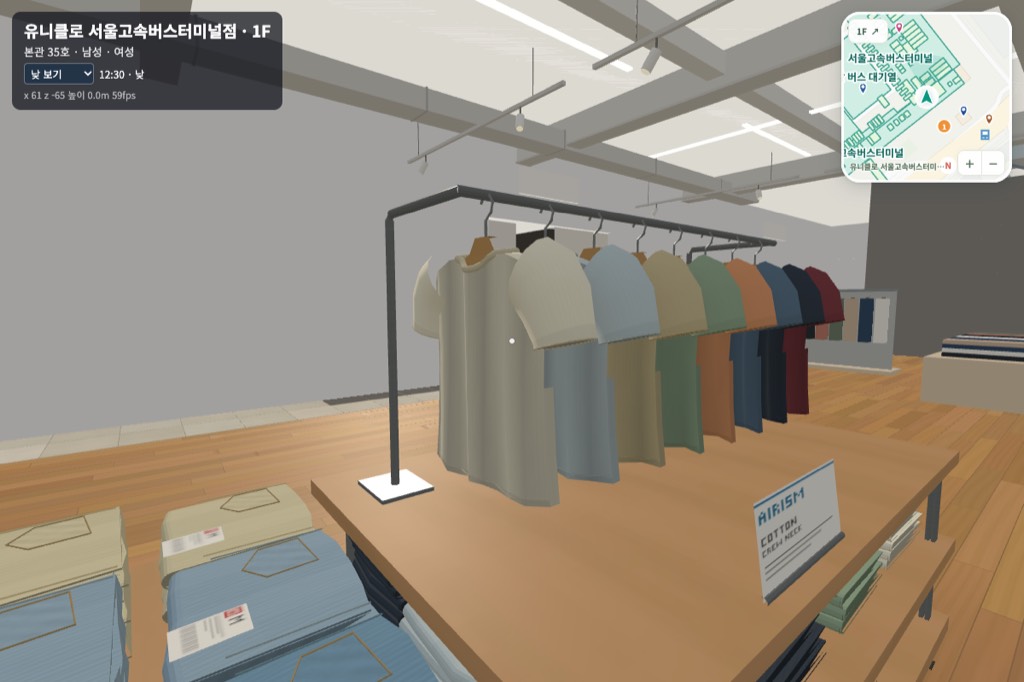 유니클로 서울고속버스터미널점 · 1F
본관 35호 · 남성 · 여성
낮 보기
12:30 · 낮
x 61 z -65 높이 0.0m 59fps
1F ↗
서울고속버스터미널
버스 대기열
1
고속버스터미널
유니클로 서울고속버스터미…
N
+
−
AIRISM
COTTON
CREW NECK